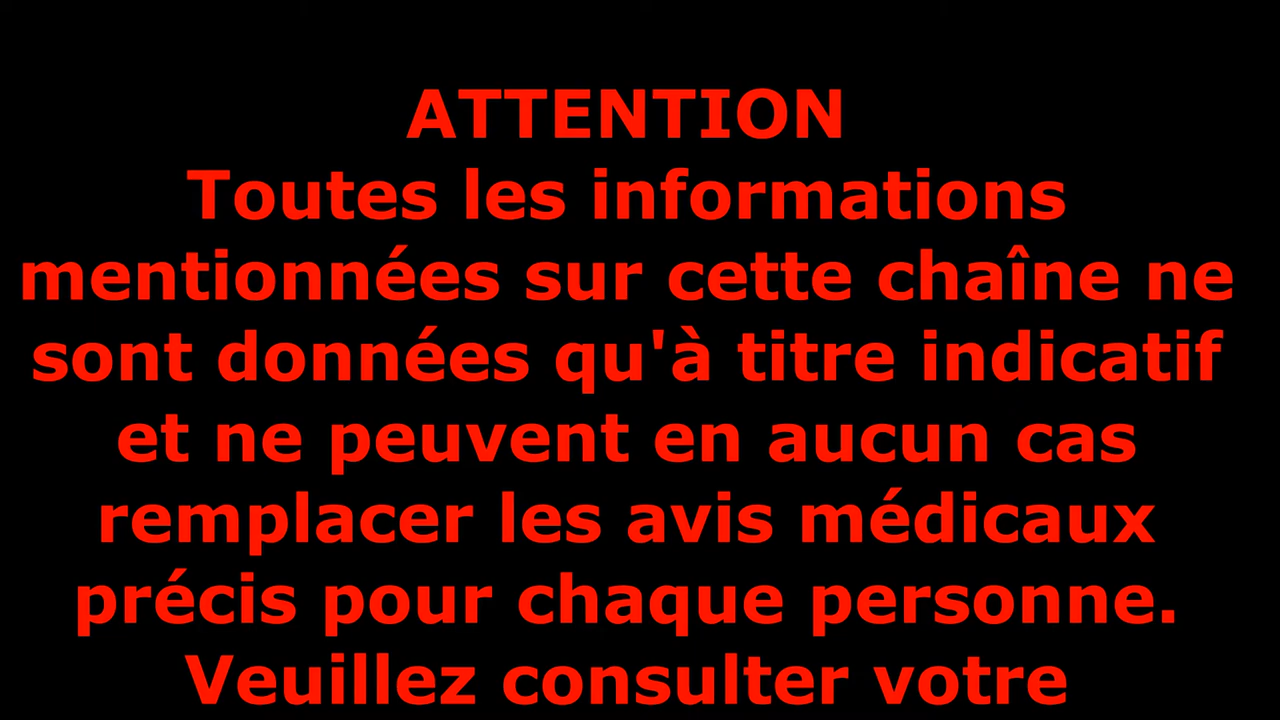 ATTENTION
Toutes les informations
mentionnées sur cette chaîne ne
sont données qu'à titre indicatif
et ne peuvent en aucun cas
remplacer les avis médicaux
précis pour chaque personne.
Veuillez consulter votre